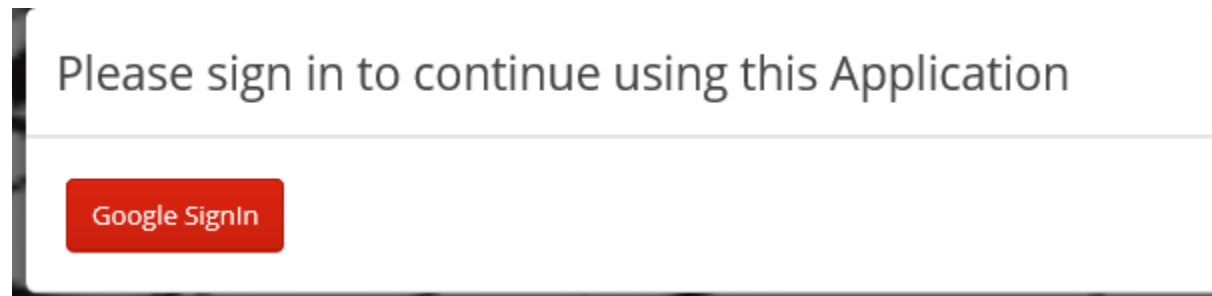 Please sign in to continue using this Application
Google SignIn